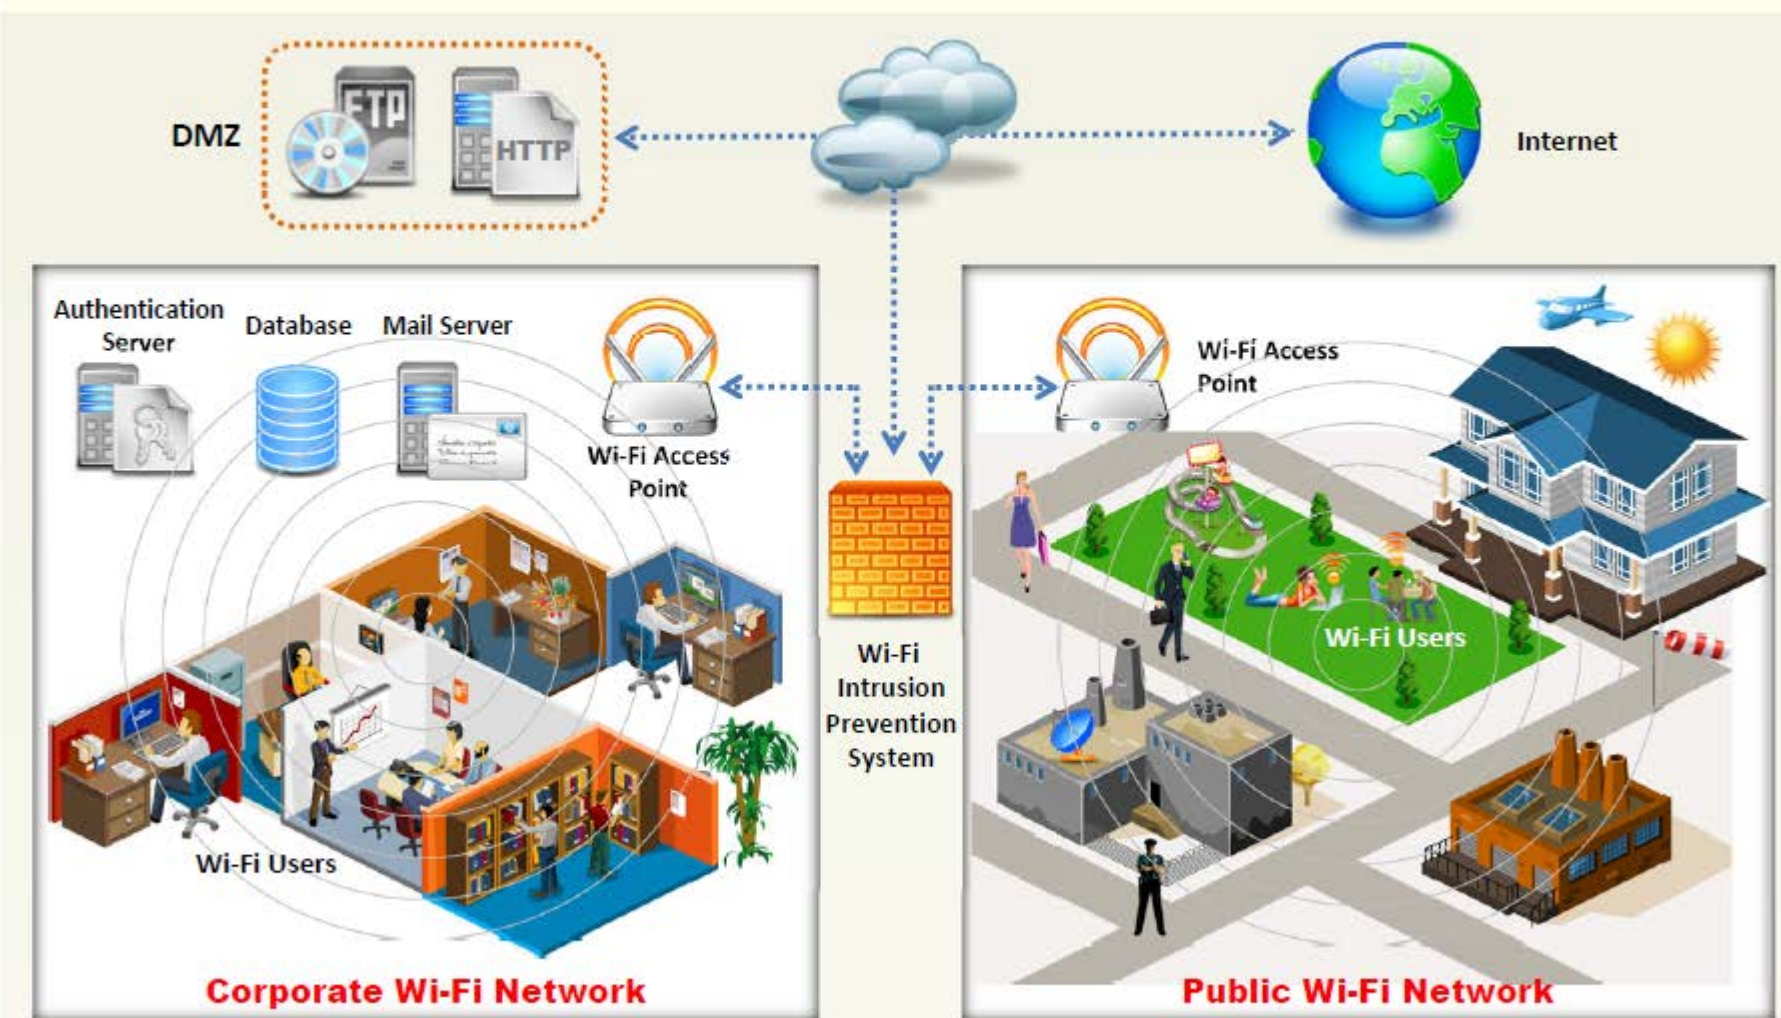 DMZ
FTP
HTTP
Internet
Authentication
Server
Database
Mail Server
Wi-Fi Access
Point
Wi-Fi Users
Corporate Wi-Fi Network
Wi-Fi
Intrusion
Prevention
System
Wi-Fi Access
Point
Wi-Fi Users
Public Wi-Fi Network